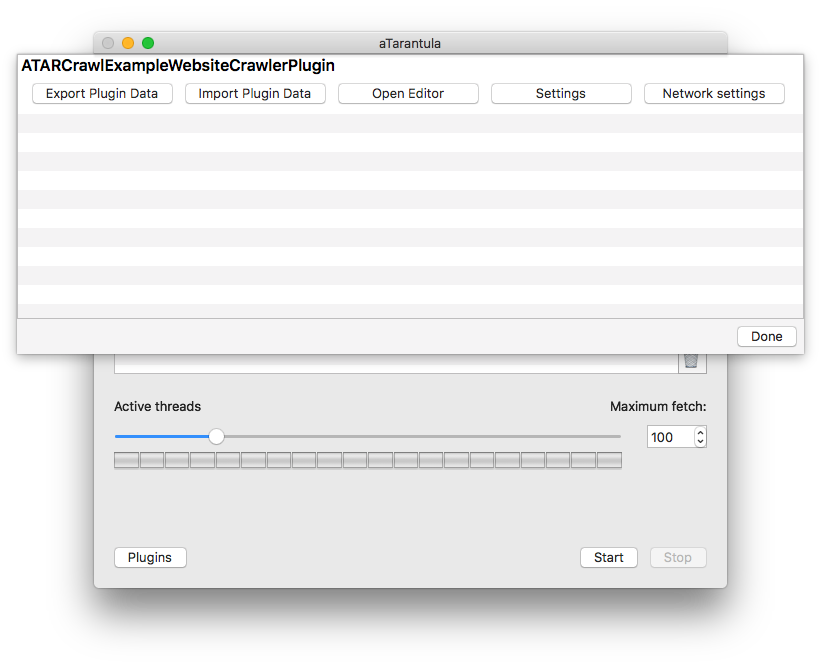 aTarantula
ATARCrawlExampleWebsiteCrawlerPlugin
Export Plugin Data Import Plugin Data Open Editor Settings Network settings
Done
Active threads Maximum fetch:
100
Plugins Start Stop